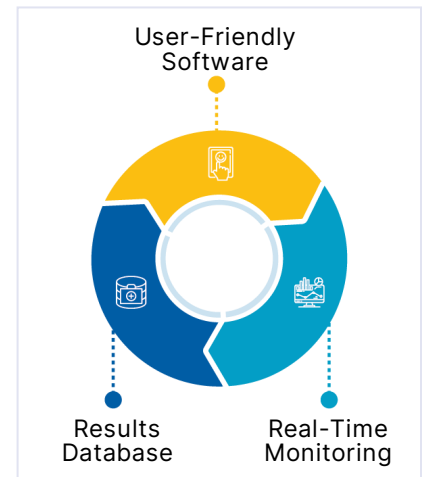 User-Friendly
Software
Results
Database
Real-Time
Monitoring